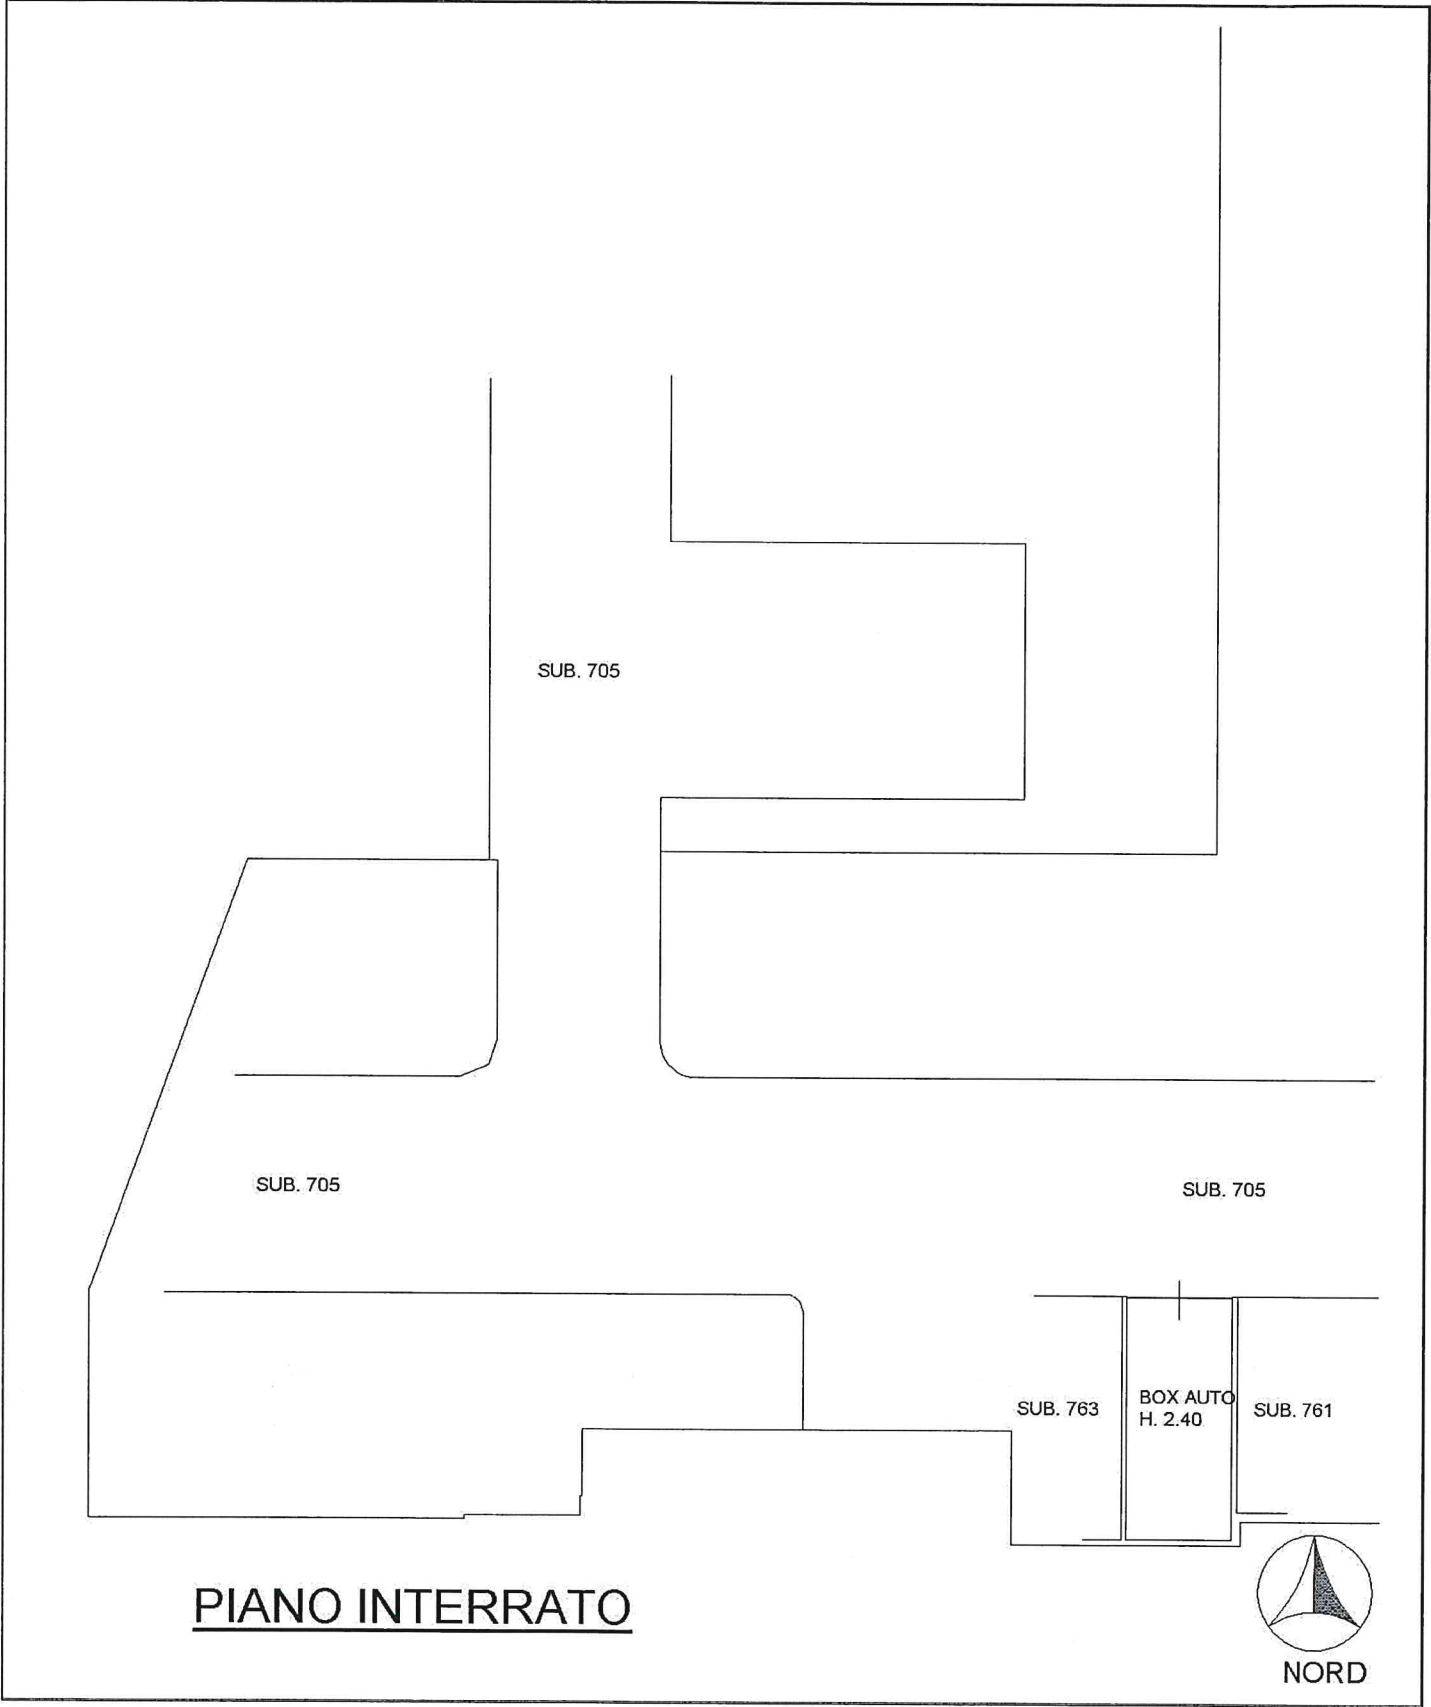 SUB. 705
SUB. 705
SUB. 705
SUB. 763
BOX AUTO
H. 2.40
SUB. 761
PIANO INTERRATO
NORD